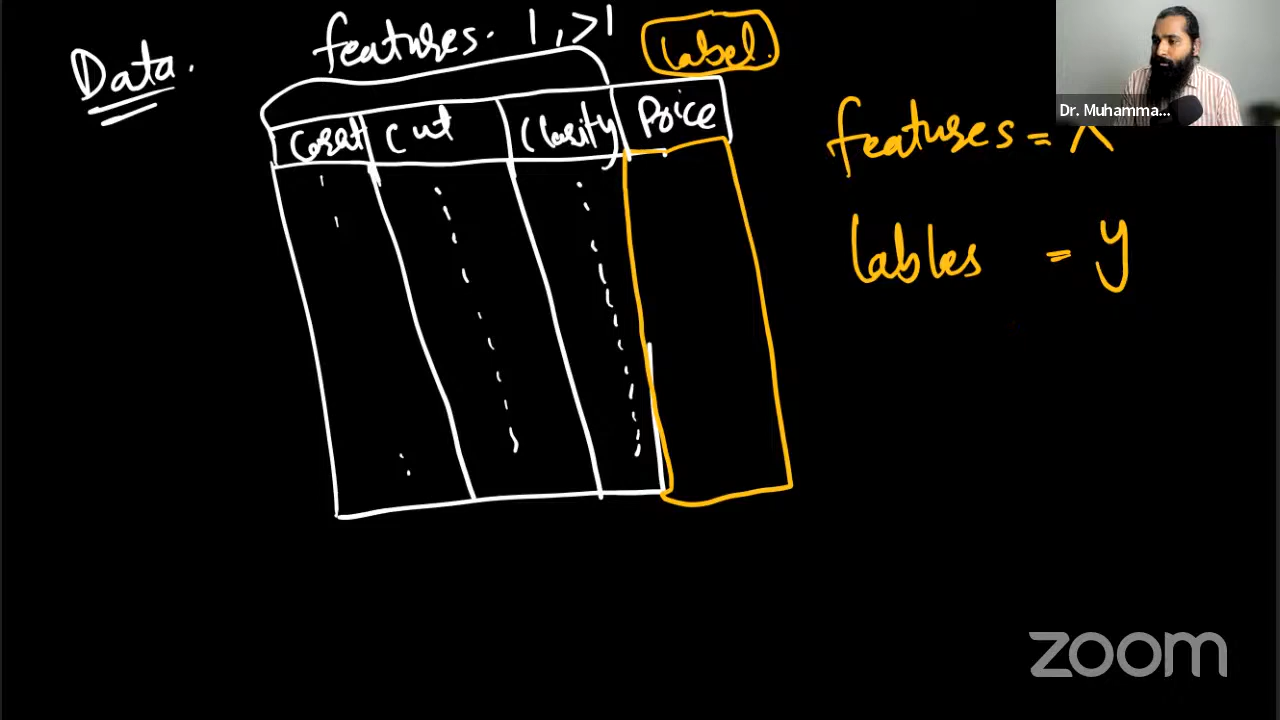 Data.
features. 1, >1
Label.
Carat Cut Clarity Price
features = X
lables = y
Dr. Muhamma...
zoom